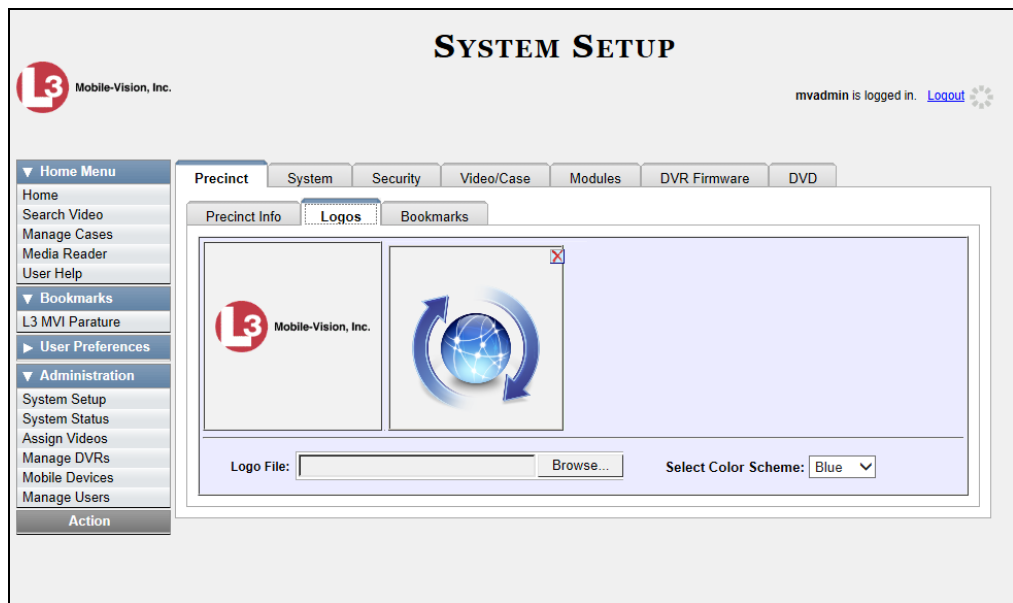 SYSTEM SETUP
L3 Mobile-Vision, Inc.
mvadmin is logged in. Logout
▼ Home Menu
Home
Search Video
Manage Cases
Media Reader
User Help
▼ Bookmarks
L3 MVI Parature
► User Preferences
▼ Administration
System Setup
System Status
Assign Videos
Manage DVRs
Mobile Devices
Manage Users
Action
Precinct System Security Video/Case Modules DVR Firmware DVD
Precinct Info Logos Bookmarks
L3 Mobile-Vision, Inc.
Logo File: Browse... Select Color Scheme: Blue